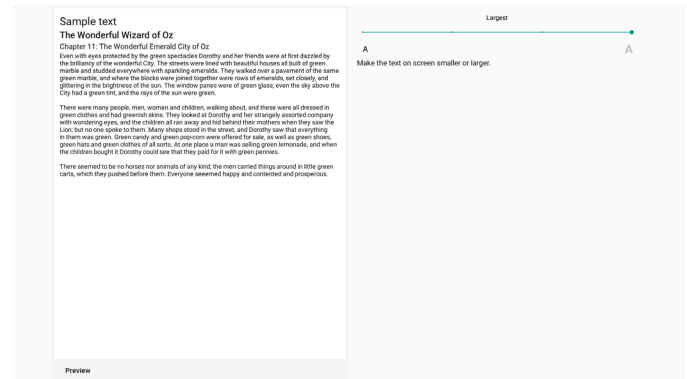 Sample text
The Wonderful Wizard of Oz
Chapter 11: The Wonderful Emerald City of Oz
Even with eyes protected by the green spectacles Dorothy and her friends were at first dazzled by
the brilliancy of the wonderful City. The streets were lined with beautiful houses all built of green
marble and studded everywhere with sparkling emeralds. They walked over a pavement of the same
green marble, and where the blocks were joined together were rows of emeralds, set closely, and
glittering in the brightness of the sun. The window panes were of green glass; even the sky above the
City had a green tint, and the rays of the sun were green.
There were many people, men, women and children, walking about, and these were all dressed in
green clothes and had greenish skins. They looked at Dorothy and her strangely assorted company
with wondering eyes, and the children all ran away and hid behind their mothers when they saw the
Lion; but no one spoke to them. Many shops stood in the street, and Dorothy saw that everything
in them was green. Green candy and green pop-corn were offered for sale, as well as green shoes,
green hats and green clothes of all sorts. At one place a man was selling green lemonade, and when
the children bought it Dorothy could see that they paid for it with green pennies.
There seemed to be no horses nor animals of any kind; the men carried things around in little green
carts, which they pushed before them. Everyone seeemed happy and contented and prosperous.
Preview
Largest
A A
Make the text on screen smaller or larger.